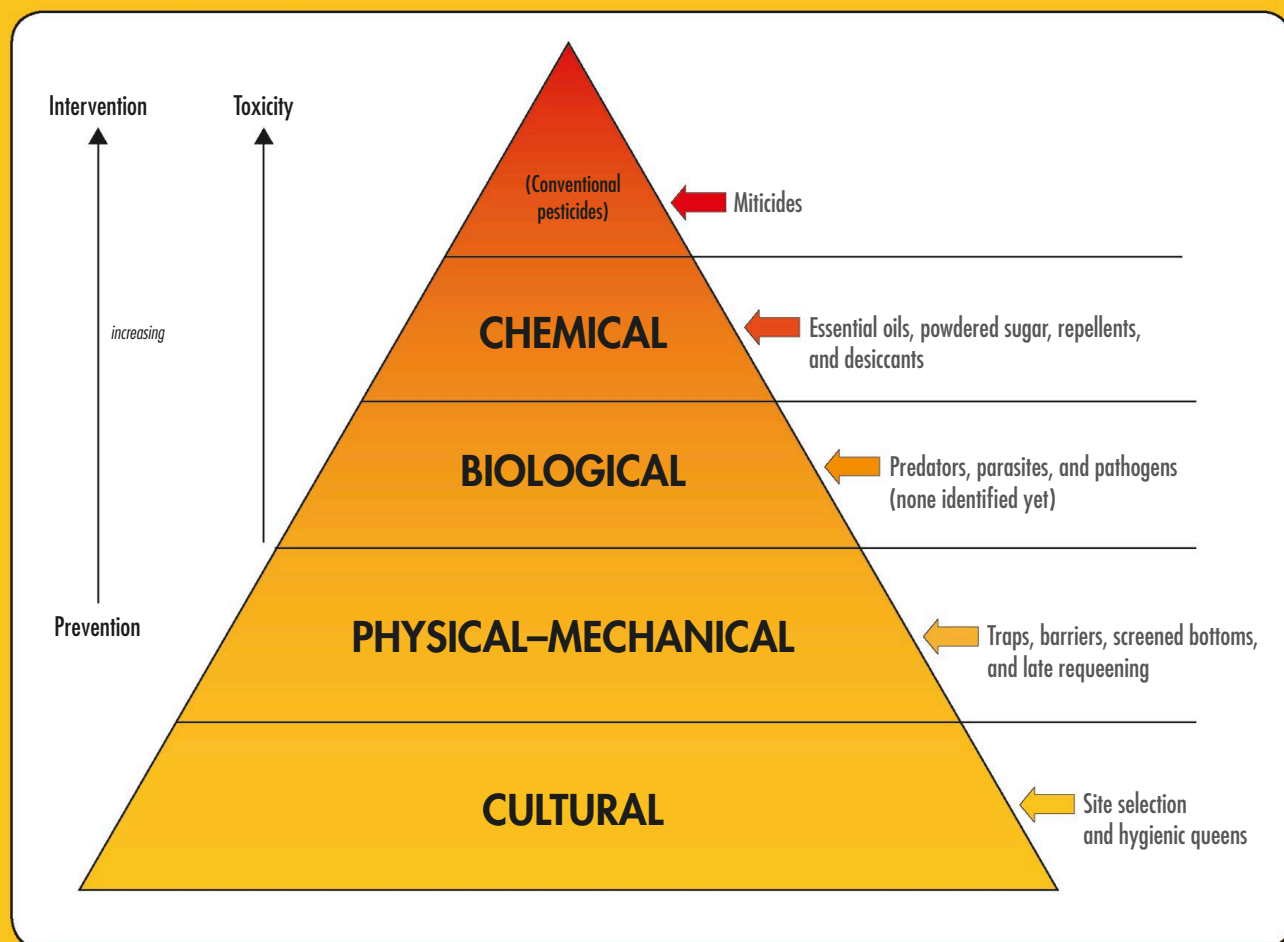 Intervention
Toxicity
(Conventional
pesticides)
Miticides
increasing
CHEMICAL
Essential oils, powdered sugar, repellents,
and desiccants
BIOLOGICAL
Predators, parasites, and pathogens
(none identified yet)
Prevention
PHYSICAL–MECHANICAL
Traps, barriers, screened bottoms,
and late requeening
CULTURAL
Site selection
and hygienic queens